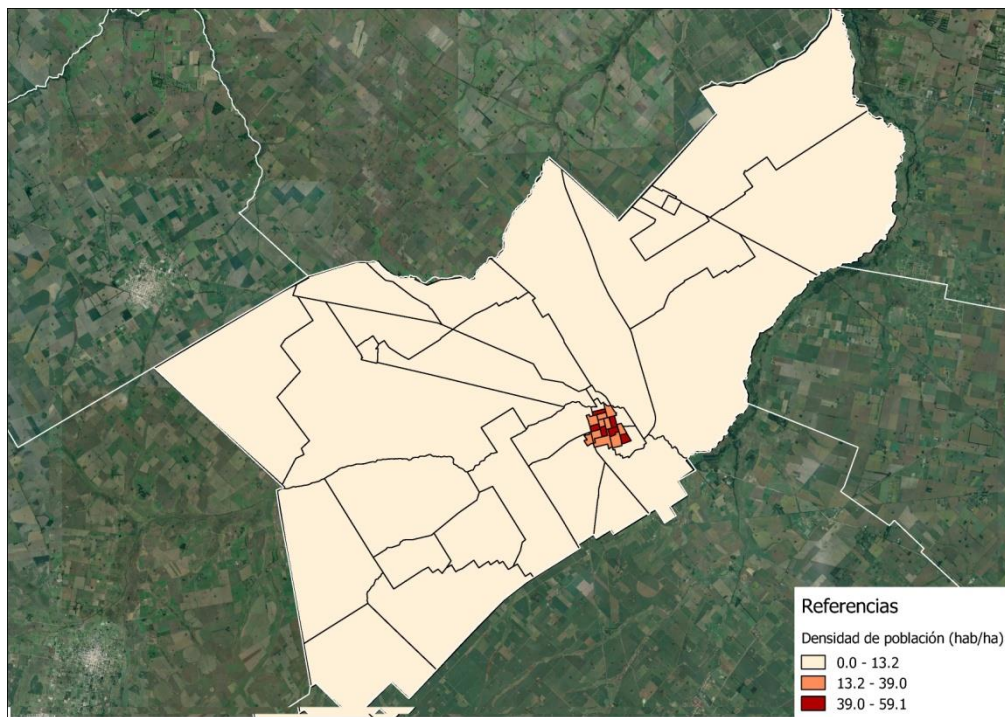 Referencias
Densidad de población (hab/ha)
0.0 - 13.2
13.2 - 39.0
39.0 - 59.1